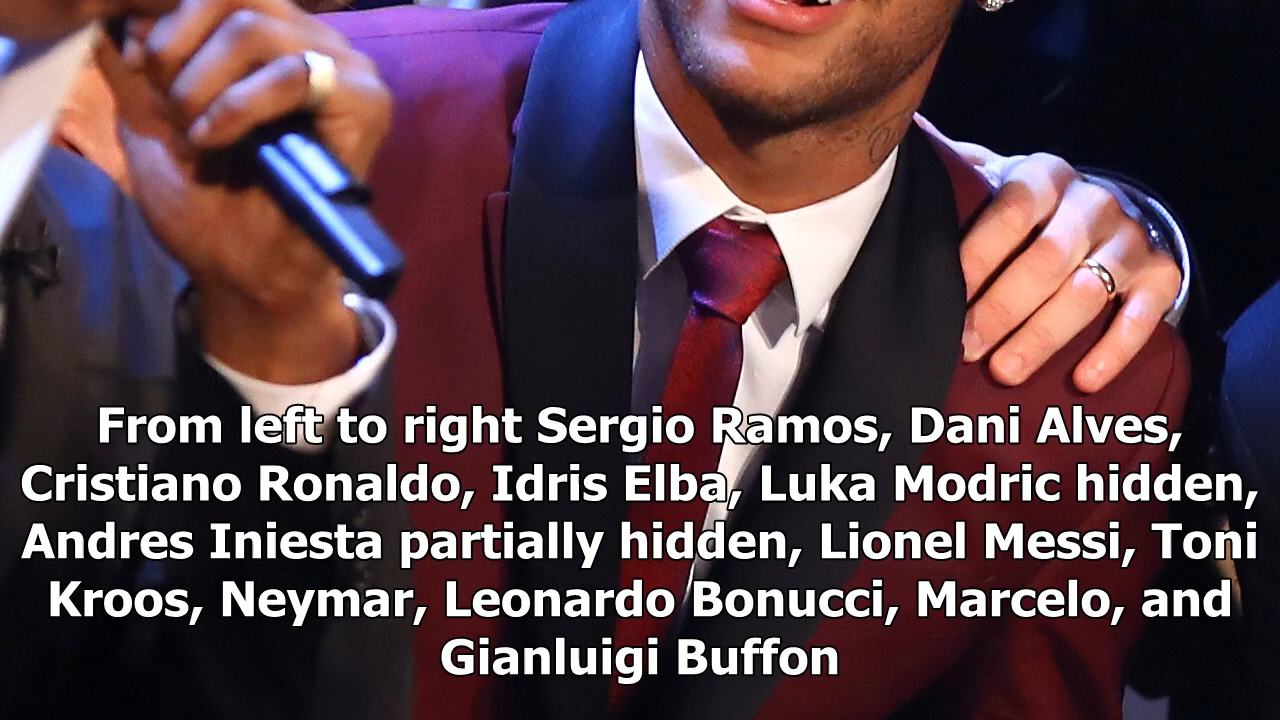 From left to right Sergio Ramos, Dani Alves,
Cristiano Ronaldo, Idris Elba, Luka Modric hidden,
Andres Iniesta partially hidden, Lionel Messi, Toni
Kroos, Neymar, Leonardo Bonucci, Marcelo, and
Gianluigi Buffon